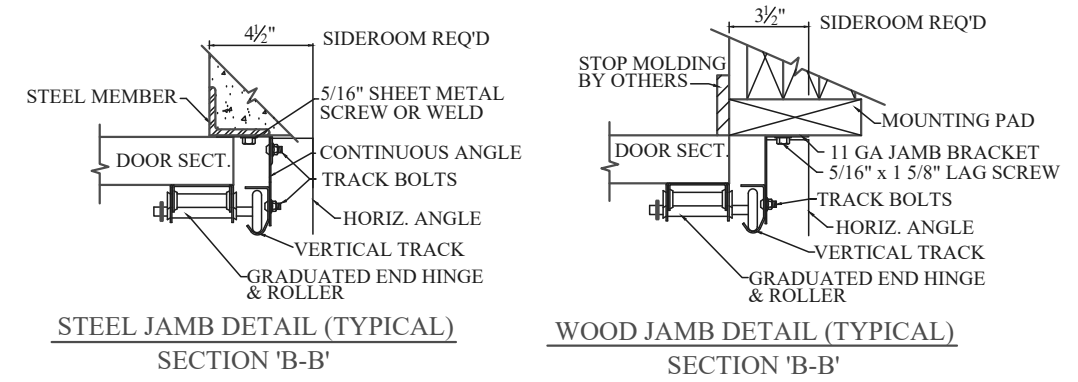 4½"
SIDEROOM REQ'D
STEEL MEMBER
5/16" SHEET METAL
SCREW OR WELD
DOOR SECT.
CONTINUOUS ANGLE
TRACK BOLTS
HORIZ. ANGLE
VERTICAL TRACK
GRADUATED END HINGE
& ROLLER
STEEL JAMB DETAIL (TYPICAL)
SECTION 'B-B'
3½"
SIDEROOM REQ'D
STOP MOLDING
BY OTHERS
MOUNTING PAD
DOOR SECT.
11 GA JAMB BRACKET
5/16" x 1 5/8" LAG SCREW
TRACK BOLTS
HORIZ. ANGLE
VERTICAL TRACK
GRADUATED END HINGE
& ROLLER
WOOD JAMB DETAIL (TYPICAL)
SECTION 'B-B'